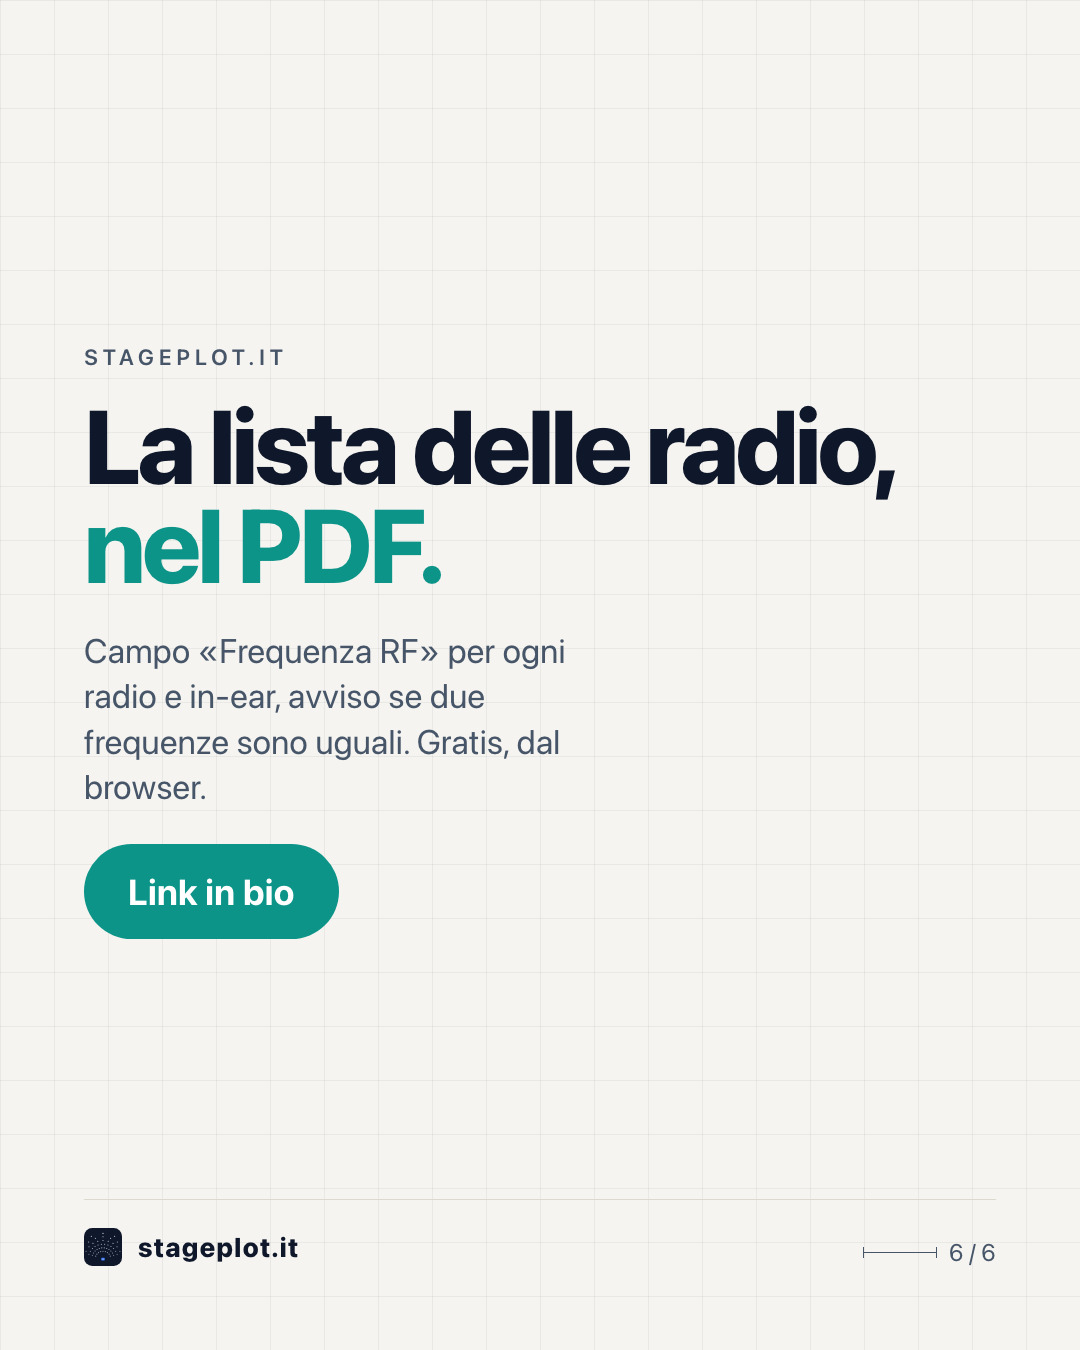 STAGEPLOT.IT
La lista delle radio,
nel PDF.
Campo «Frequenza RF» per ogni
radio e in-ear, avviso se due
frequenze sono uguali. Gratis, dal
browser.
Link in bio
stageplot.it
6 / 6